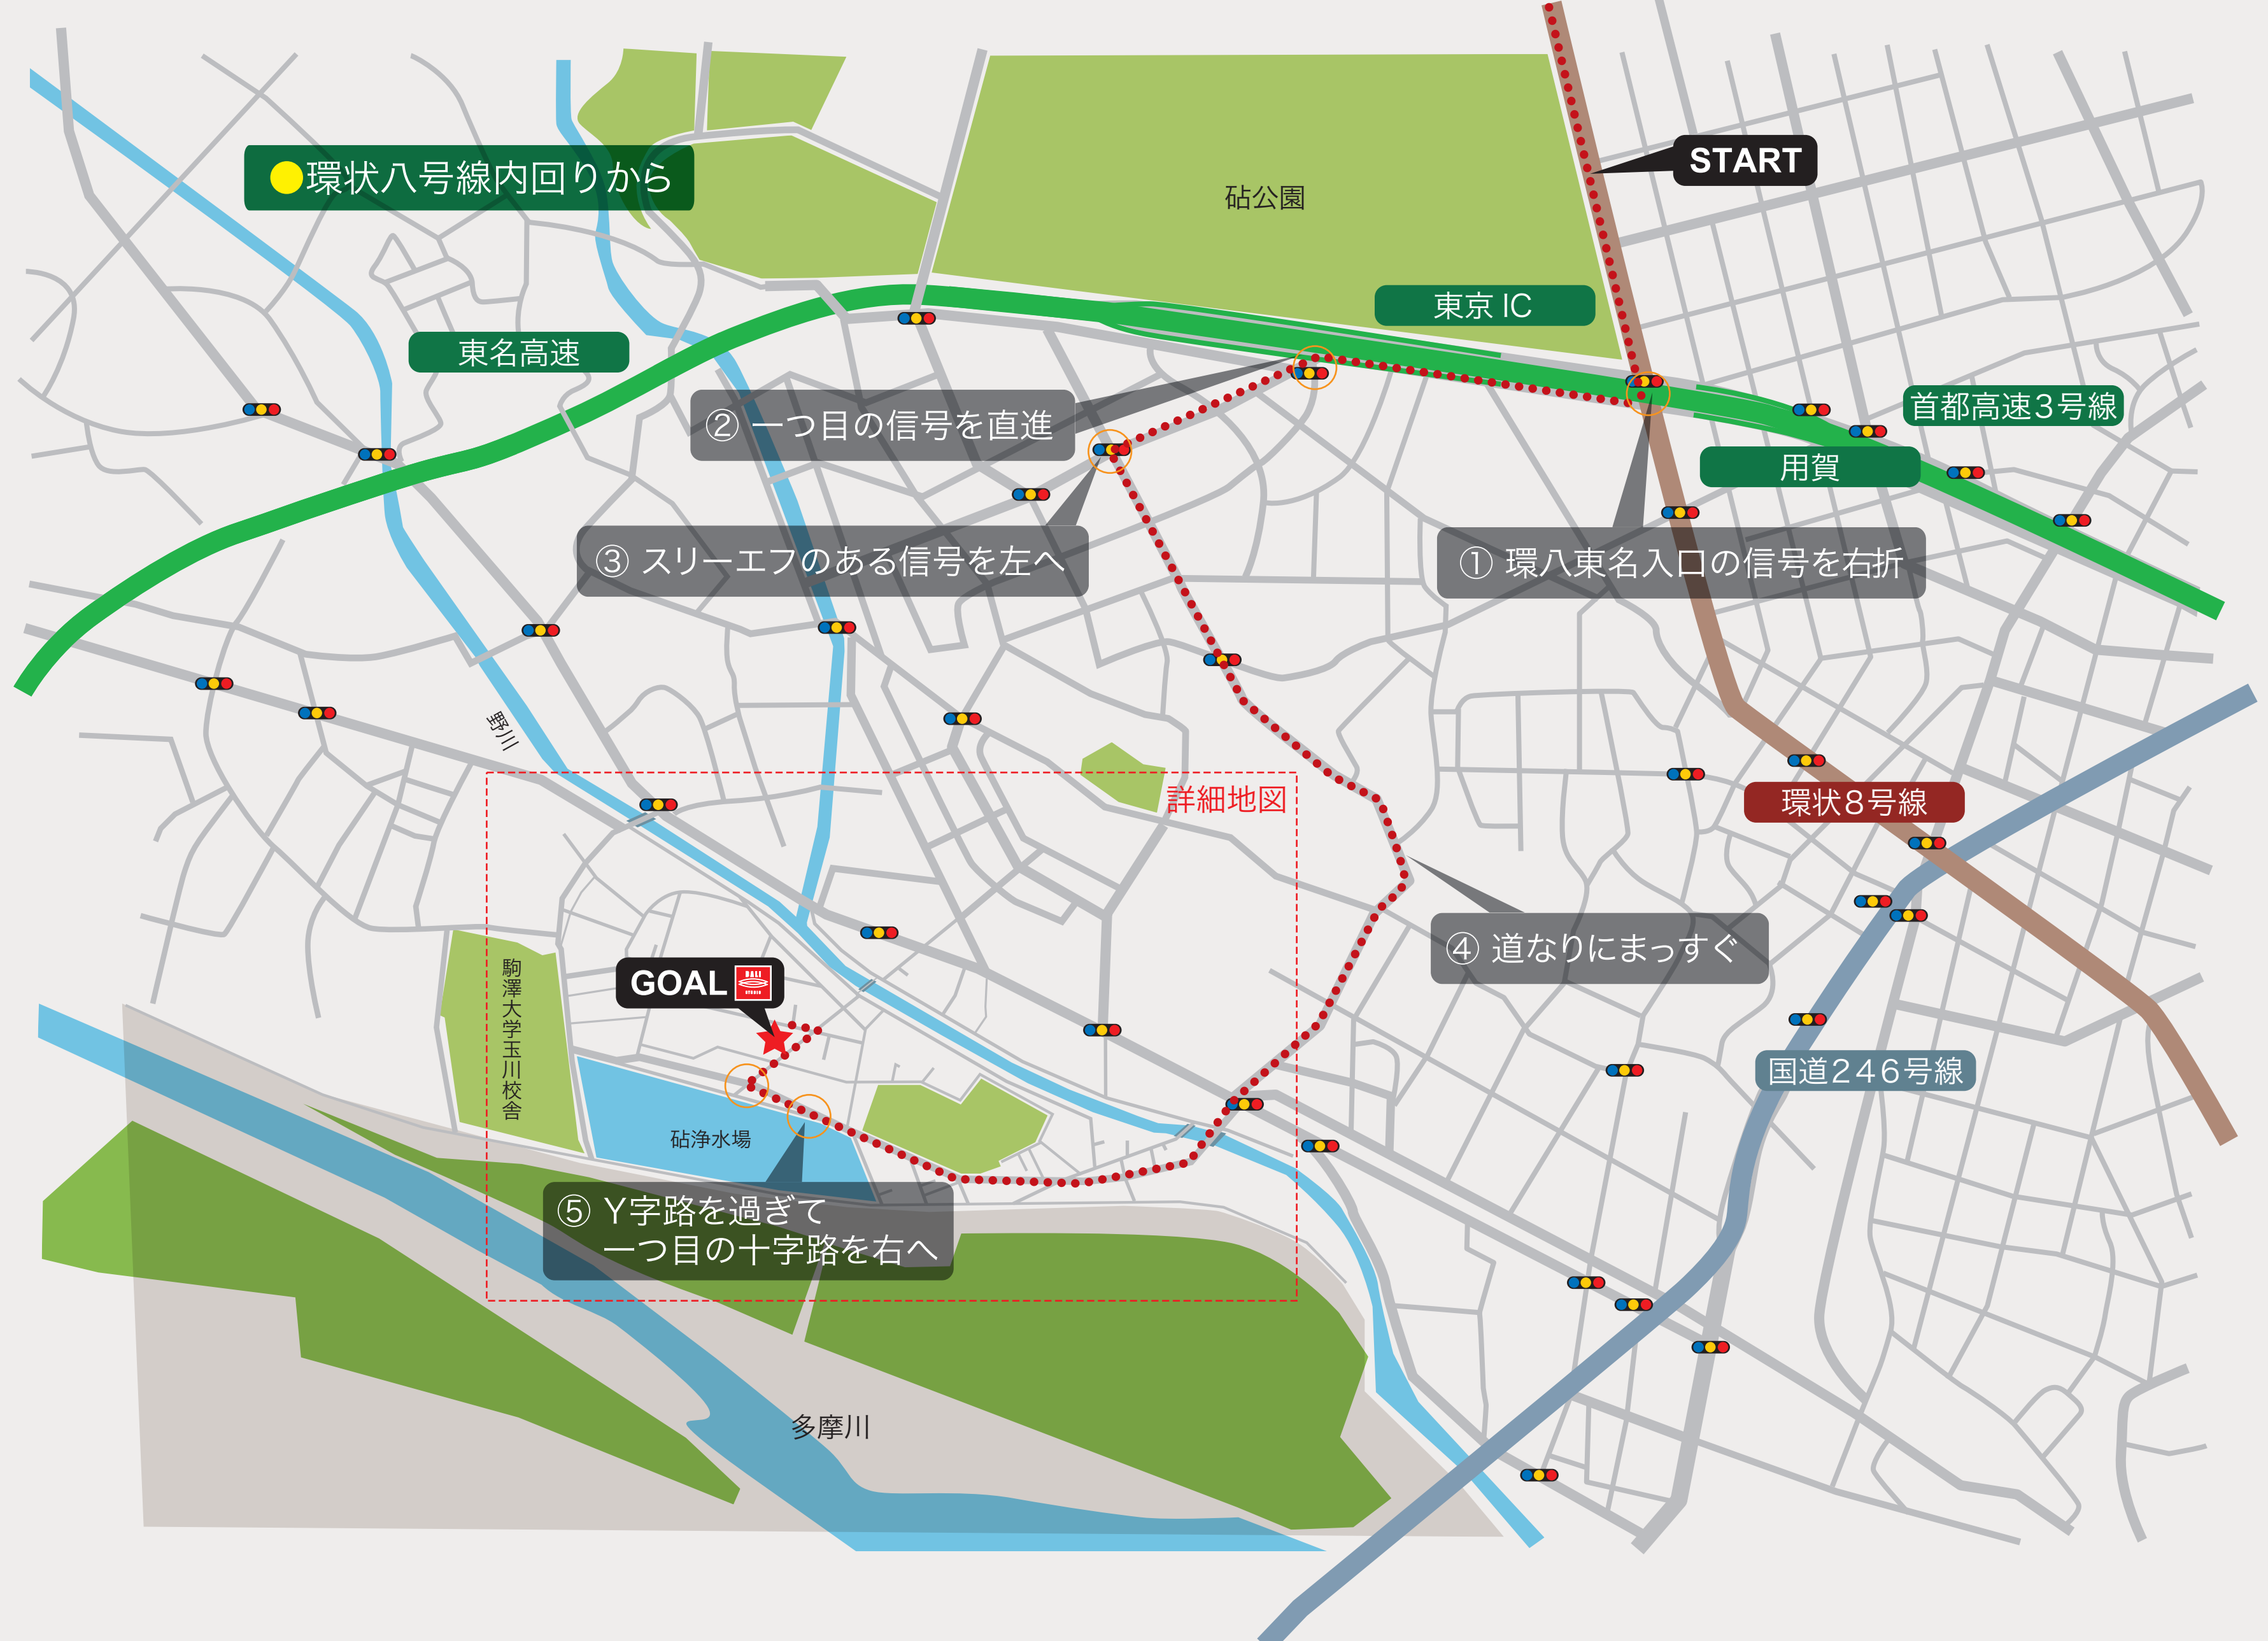 ●環状八号線内回りから
START
砧公園
東京 IC
東名高速
首都高速３号線
② 一つ目の信号を直進
用賀
③ スリーエフのある信号を左へ
① 環八東名入口の信号を右折
野川
詳細地図
環状８号線
④ 道なりにまっすぐ
駒澤大学玉川校舎
GOAL
DALI
STUDIO
国道２４６号線
砧浄水場
⑤ Ｙ字路を過ぎて
一つ目の十字路を右へ
多摩川